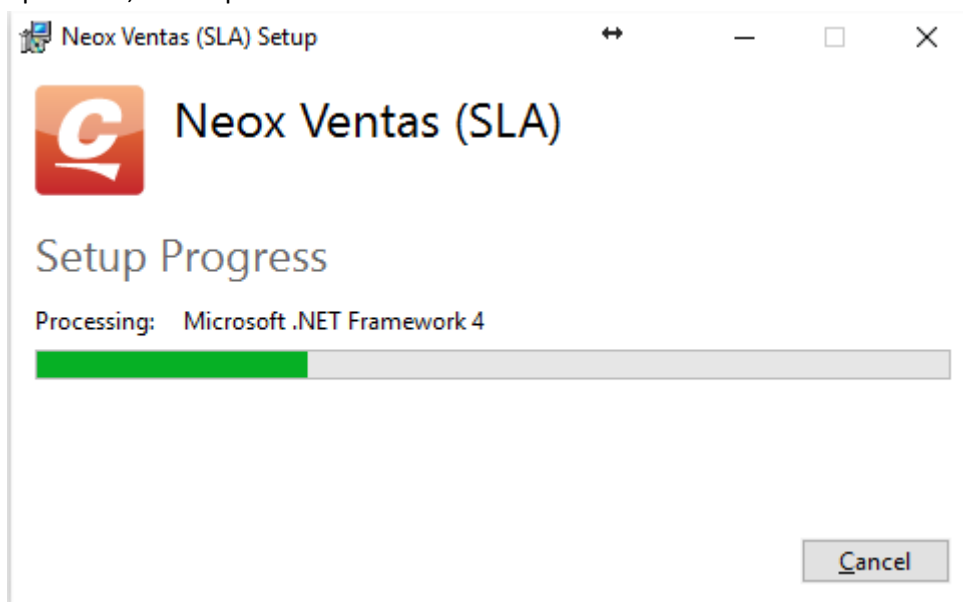 Neox Ventas (SLA) Setup
Neox Ventas (SLA)
Setup Progress
Processing: Microsoft .NET Framework 4
Cancel